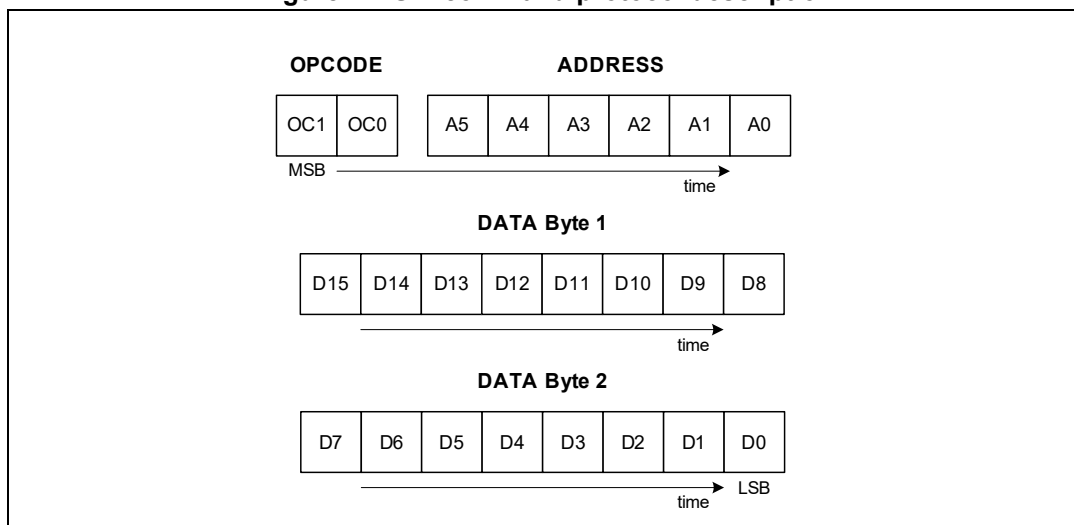 OPCODE ADDRESS
OC1 OC0 A5 A4 A3 A2 A1 A0
MSB
time
DATA Byte 1
D15 D14 D13 D12 D11 D10 D9 D8
time
DATA Byte 2
D7 D6 D5 D4 D3 D2 D1 D0
time LSB